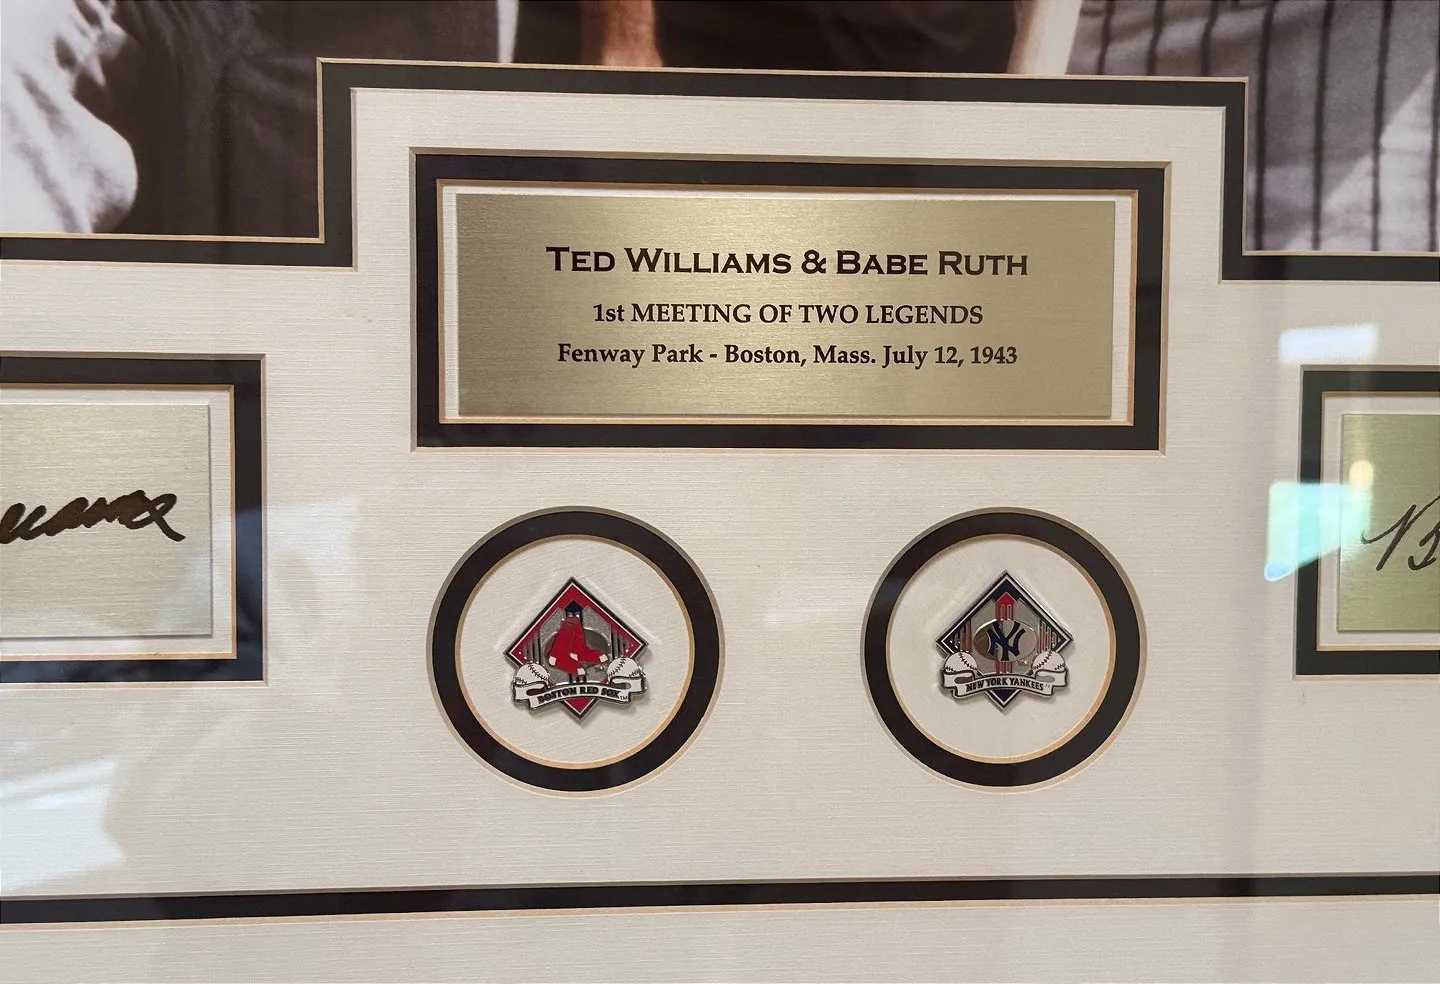 TED WILLIAMS & BABE RUTH
1st MEETING OF TWO LEGENDS
Fenway Park - Boston, Mass. July 12, 1943
BOSTON RED SOX
NY
NEW YORK YANKEES